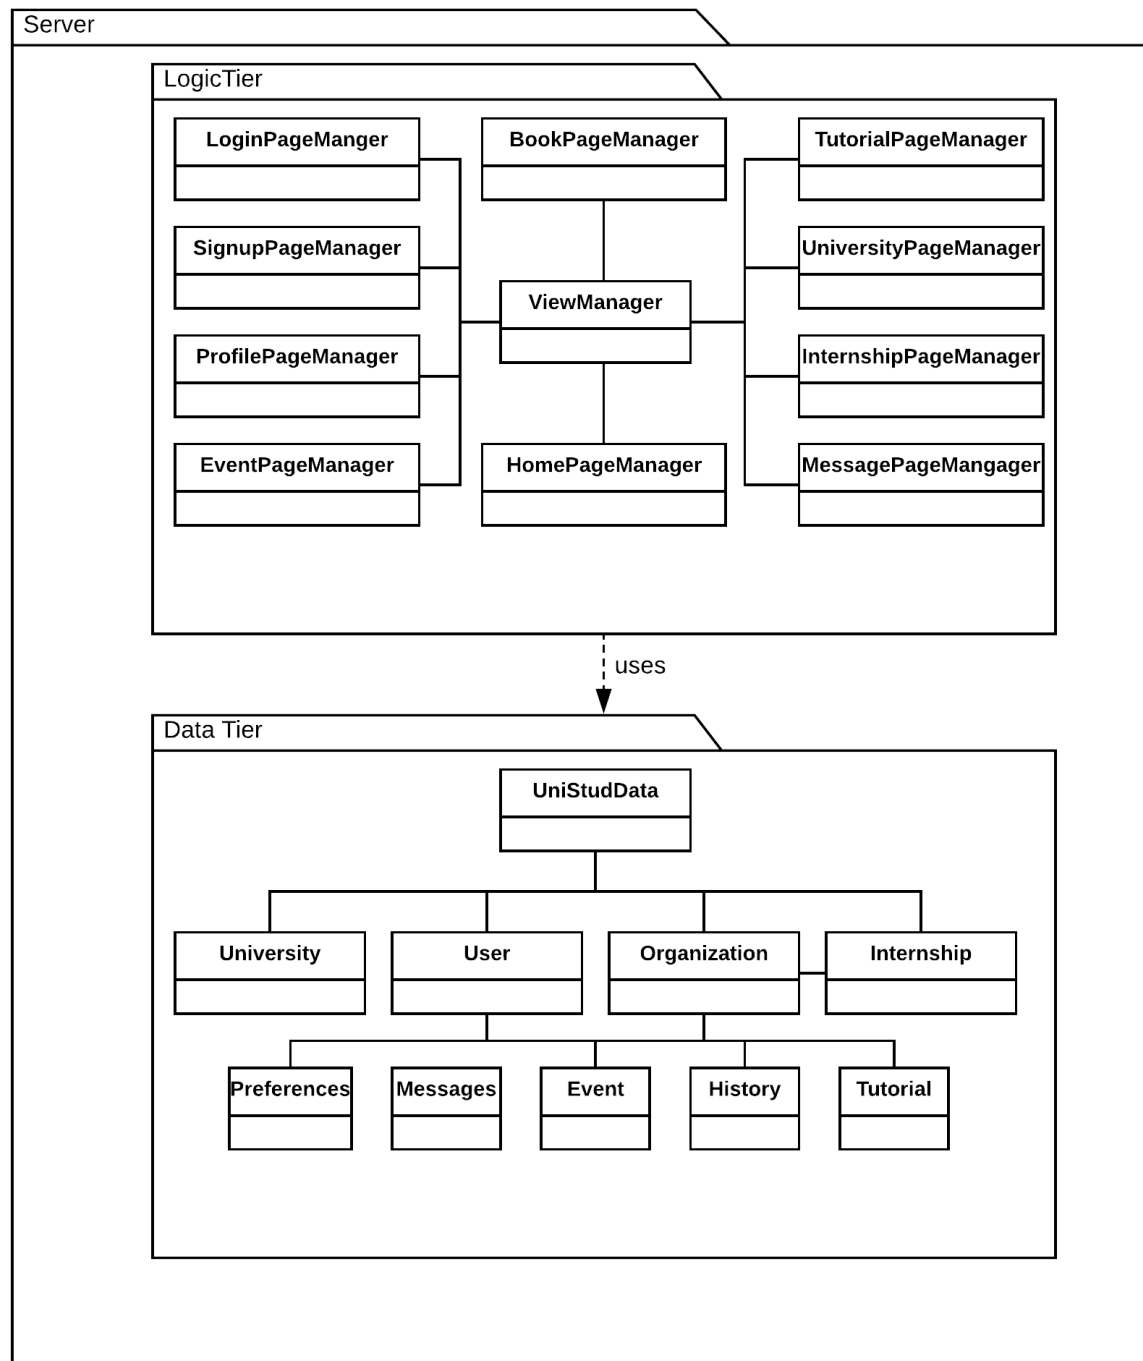 Server
LogicTier
LoginPageManger
BookPageManager
TutorialPageManager
SignupPageManager
UniversityPageManager
ViewManager
ProfilePageManager
InternshipPageManager
EventPageManager
HomePageManager
MessagePageMangager
uses
Data Tier
UniStudData
University
User
Organization
Internship
Preferences
Messages
Event
History
Tutorial